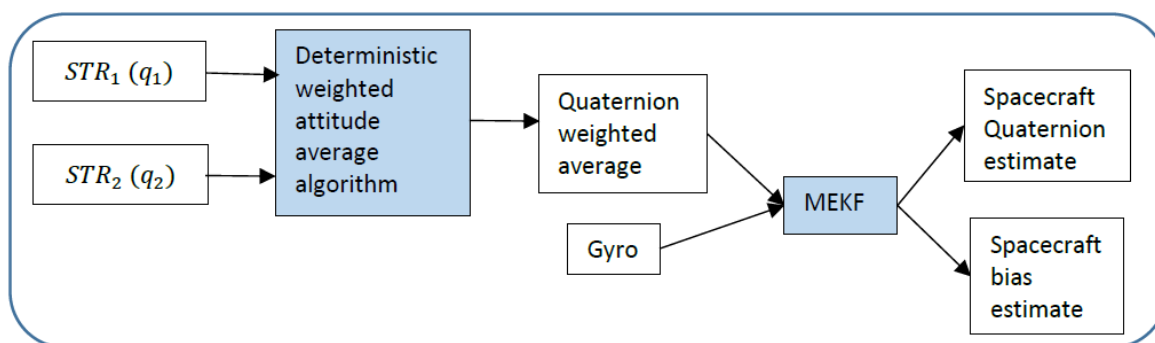 STR₁ (q₁)
STR₂ (q₂)
Deterministic
weighted
attitude
average
algorithm
Quaternion
weighted
average
Gyro
MEKF
Spacecraft
Quaternion
estimate
Spacecraft
bias
estimate